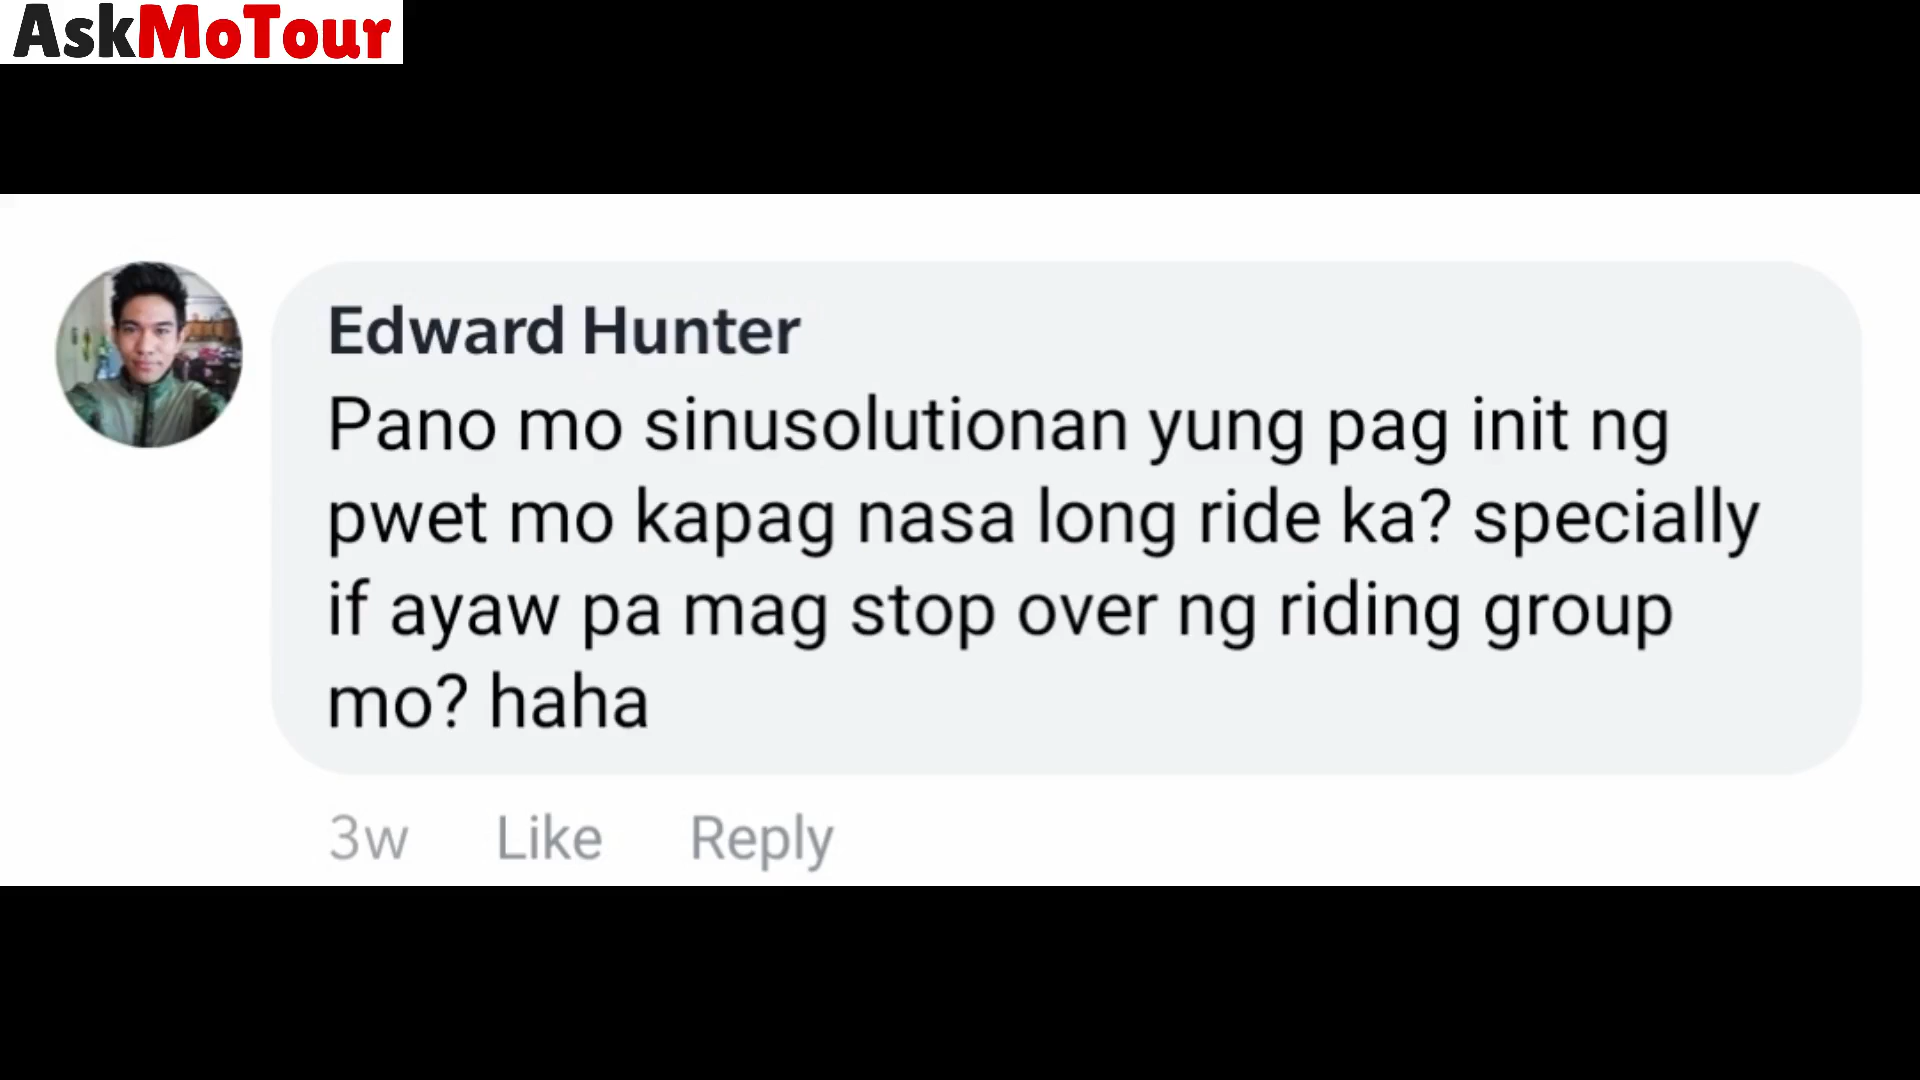 AskMoTour
Edward Hunter
Pano mo sinusolutionan yung pag init ng
pwet mo kapag nasa long ride ka? specially
if ayaw pa mag stop over ng riding group
mo? haha
3w Like Reply